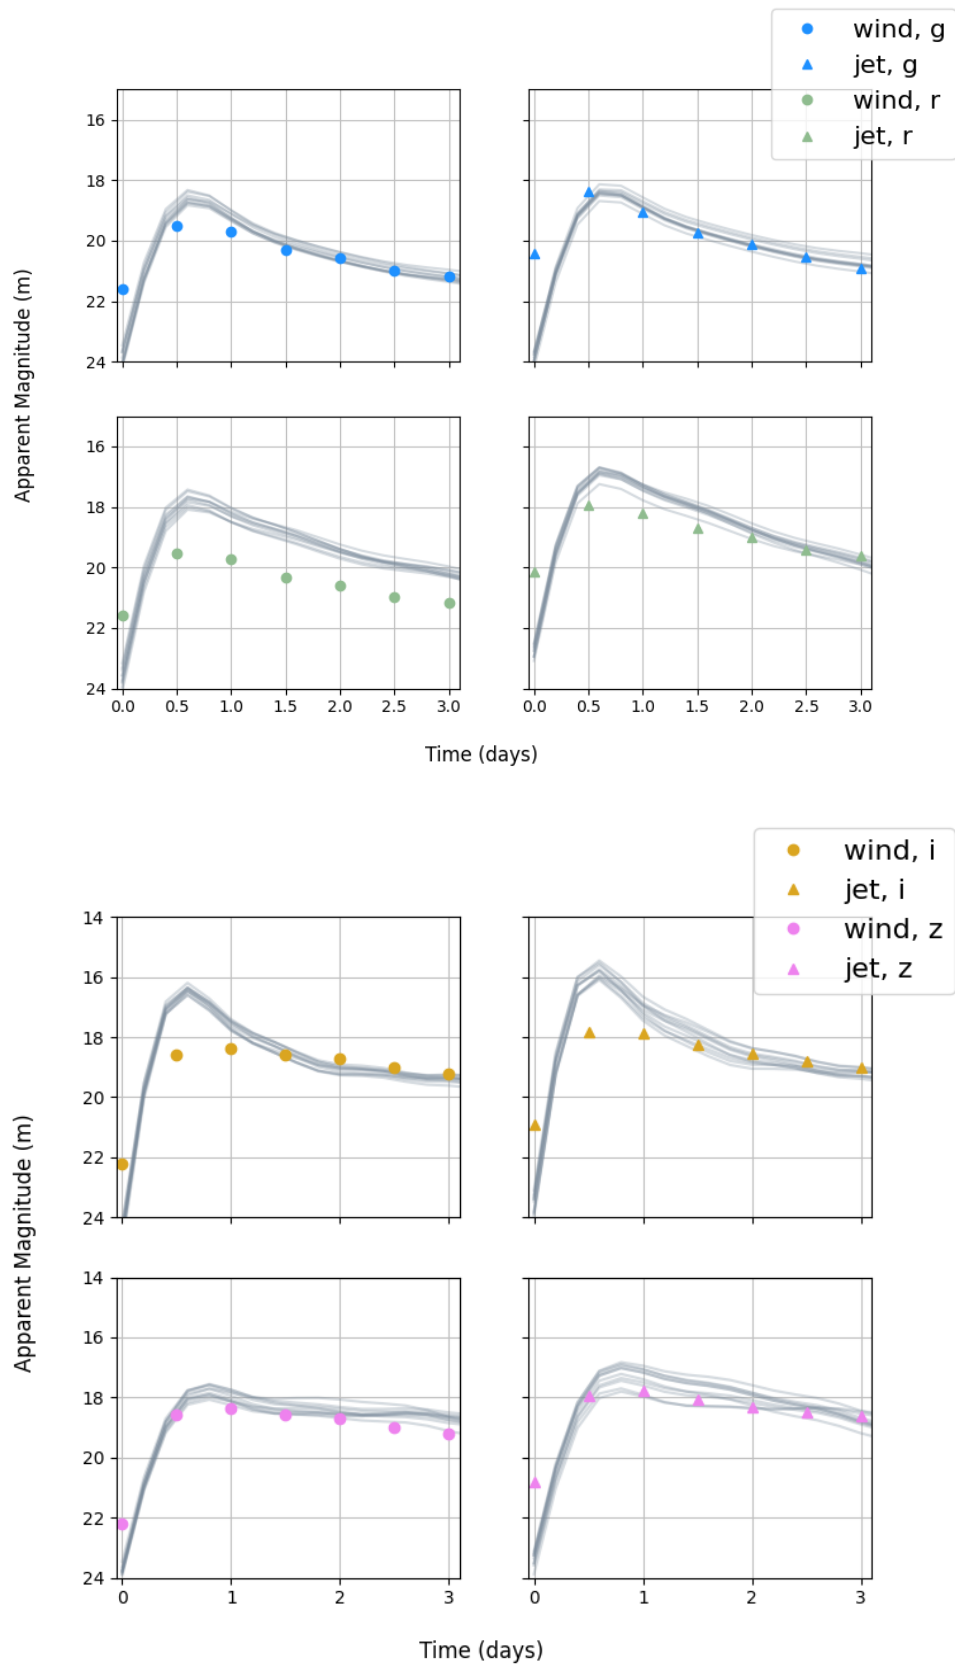 wind, g
jet, g
wind, r
jet, r
16
18
20
22
24
Apparent Magnitude (m)
16
18
20
22
24
0.0 0.5 1.0 1.5 2.0 2.5 3.0
0.0 0.5 1.0 1.5 2.0 2.5 3.0
Time (days)
wind, i
jet, i
wind, z
jet, z
14
16
18
20
22
24
Apparent Magnitude (m)
14
16
18
20
22
24
0 1 2 3
0 1 2 3
Time (days)